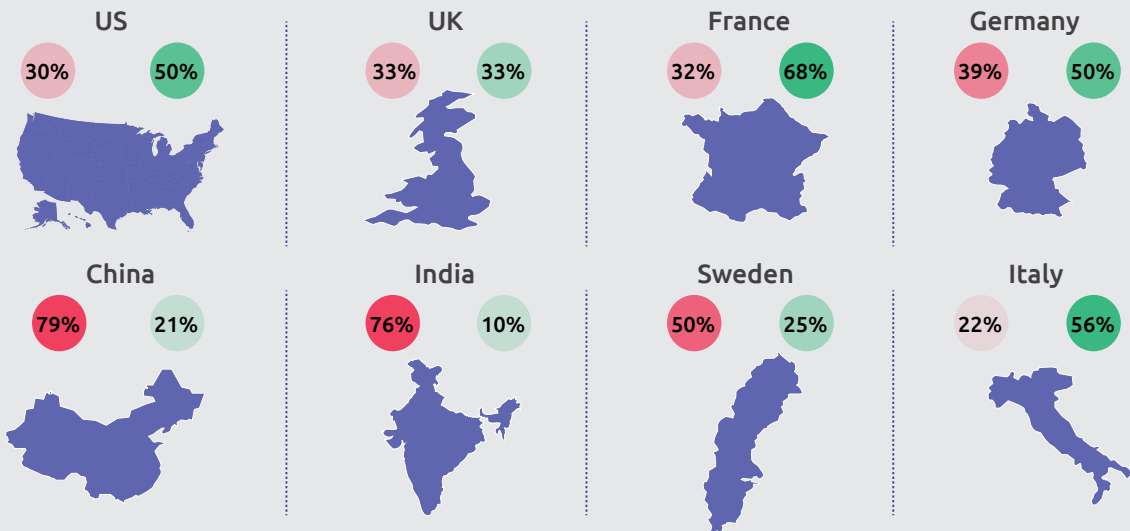 US
UK
France
Germany
30%
50%
33%
33%
32%
68%
39%
50%
China
India
Sweden
Italy
79%
21%
76%
10%
50%
25%
22%
56%